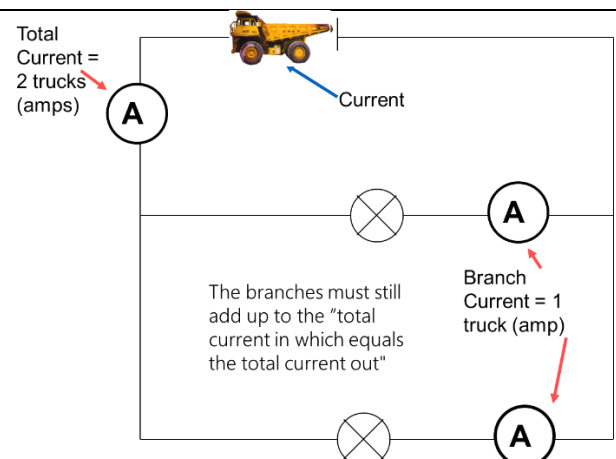 Total
Current =
2 trucks
(amps)
A
Current
A
The branches must still
add up to the “total
current in which equals
the total current out"
Branch
Current = 1
truck (amp)
A